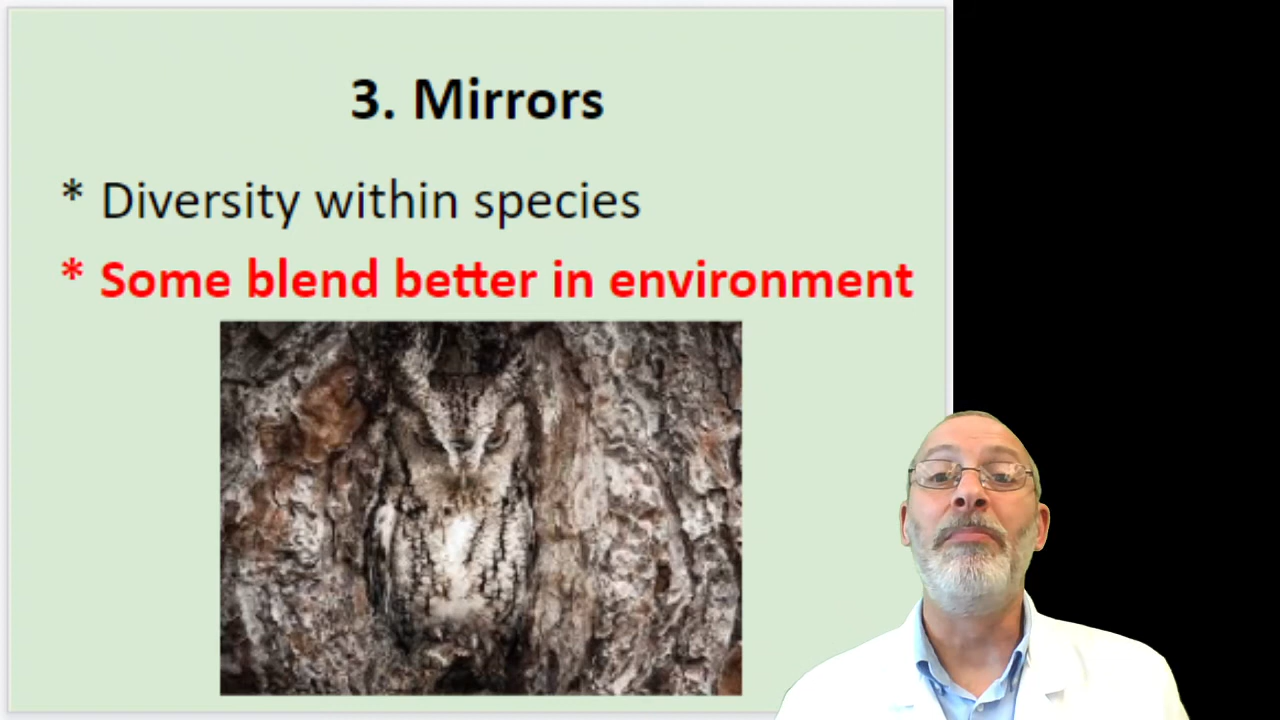 3. Mirrors
* Diversity within species
* Some blend better in environment